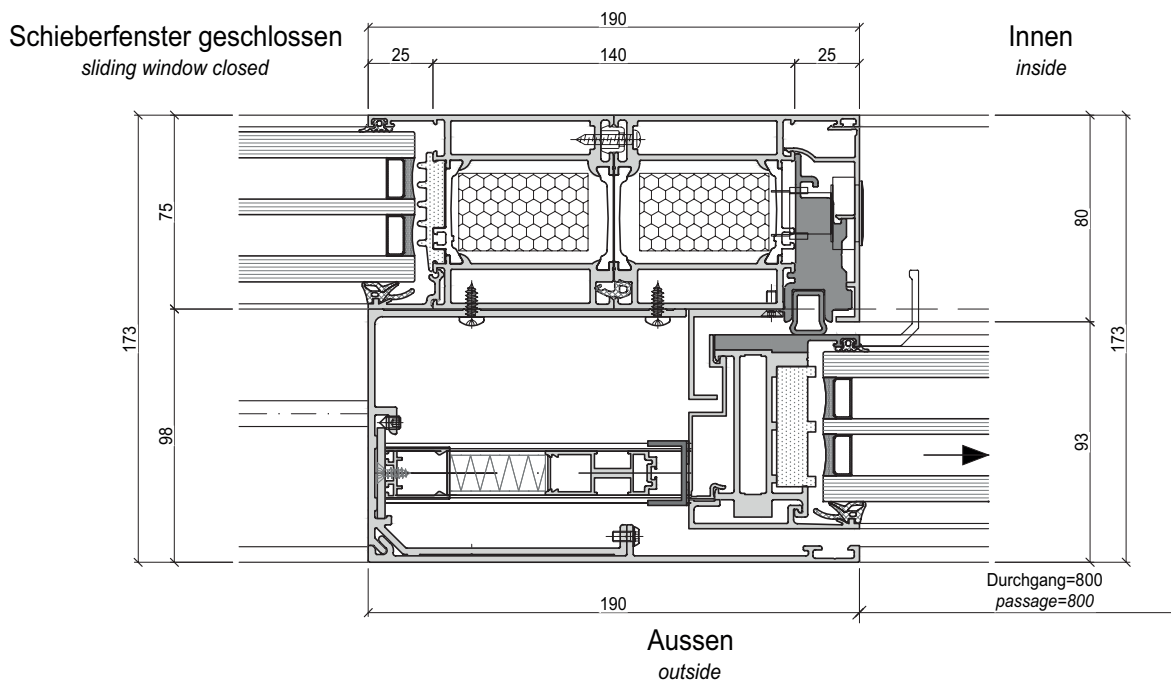 190
Schieberfenster geschlossen
sliding window closed
Innen
inside
25
140
25
75
80
173
173
98
93
Durchgang=800
passage=800
190
Aussen
outside